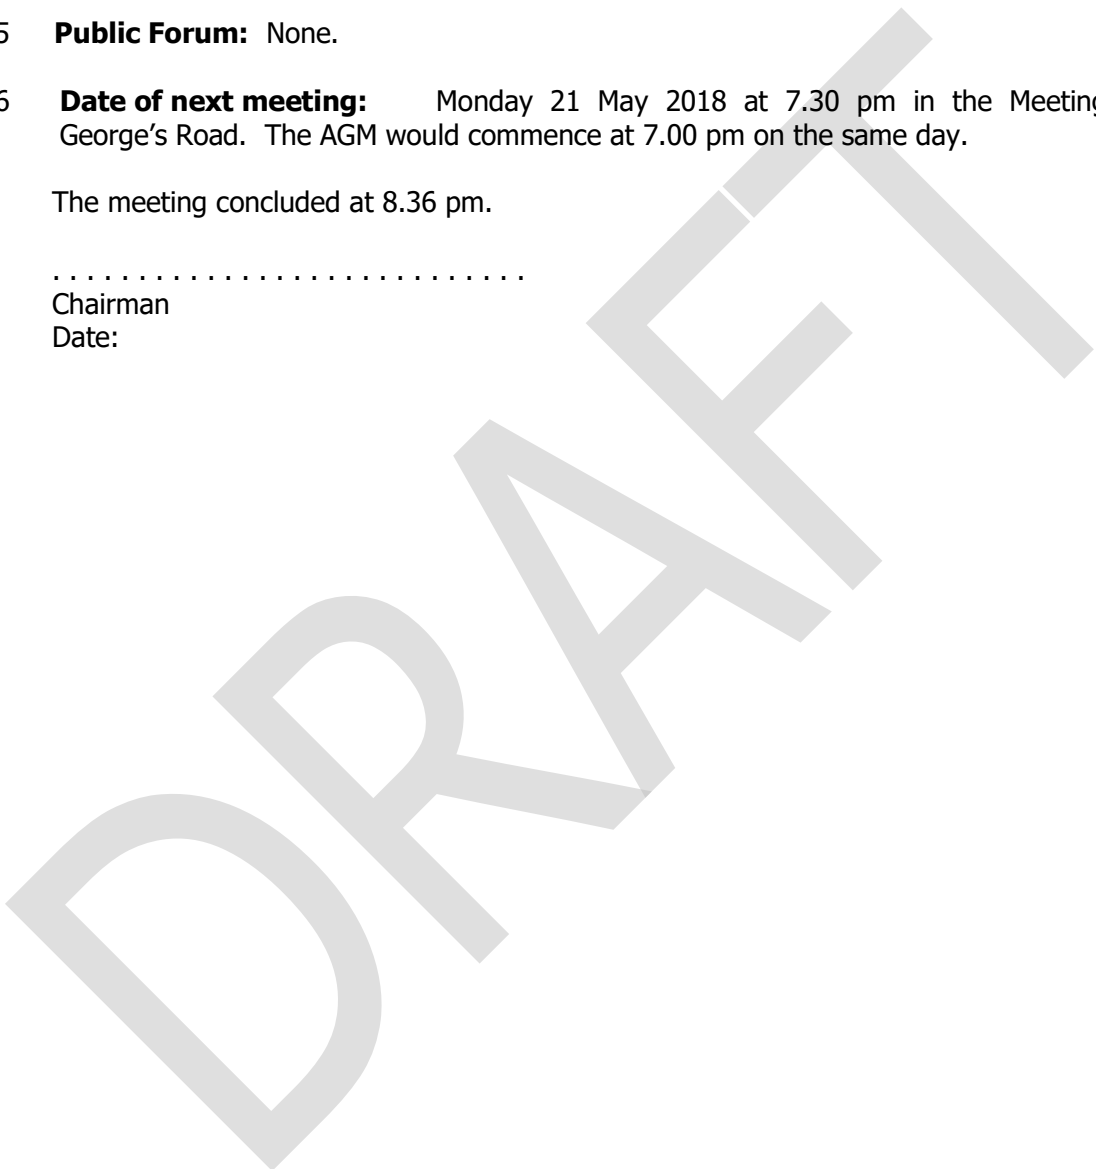 5 Public Forum: None.
6 Date of next meeting: Monday 21 May 2018 at 7.30 pm in the Meeting
George’s Road. The AGM would commence at 7.00 pm on the same day.
The meeting concluded at 8.36 pm.
. . . . . . . . . . . . . . . . . . . . . . . . . . . .
Chairman
Date:
DRAFT